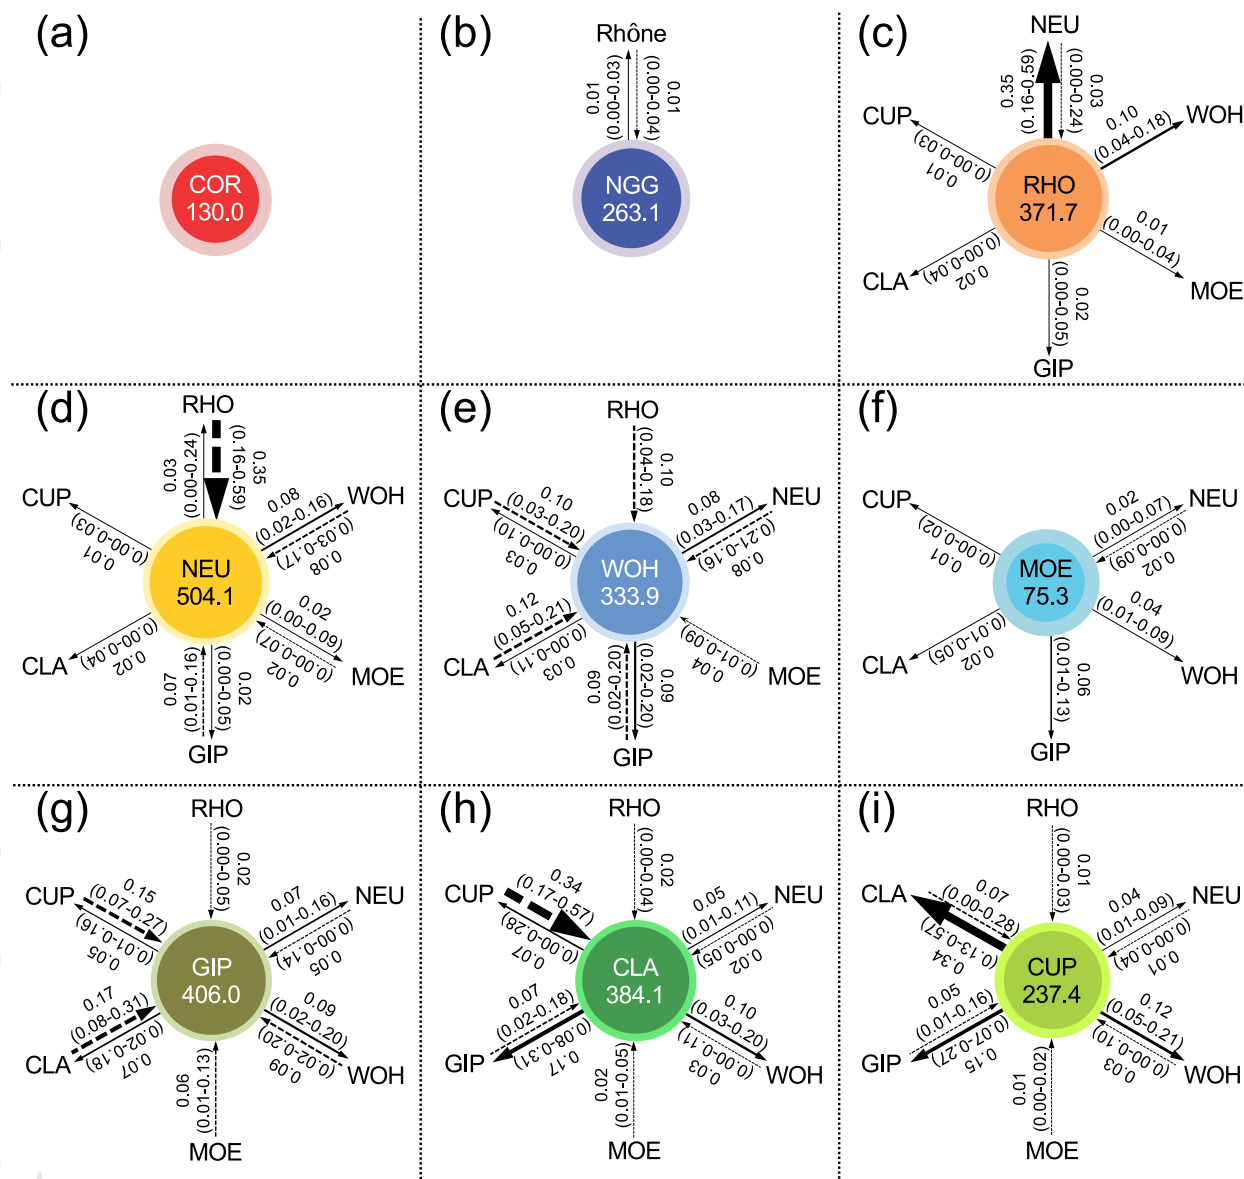 (a)
COR
130.0
(b)
Rhône
0.01
(0.00-0.03)
(0.00-0.04)
0.01
NGG
263.1
(c)
NEU
0.35
(0.16-0.59)
(0.00-0.24)
0.03
CUP
(0.00-0.03)
0.01
0.10
(0.04-0.18)
WOH
RHO
371.7
CLA
(0.00-0.04)
0.02
0.01
(0.00-0.04)
MOE
0.02
(0.00-0.05)
GIP
(d)
RHO
0.03
(0.00-0.24)
(0.16-0.59)
0.35
CUP
(0.00-0.03)
0.01
0.08
(0.02-0.16)
WOH
(0.03-0.17)
0.08
NEU
504.1
CLA
(0.00-0.04)
0.02
0.02
(0.00-0.09)
MOE
(0.00-0.07)
0.02
0.07
(0.01-0.16)
(0.00-0.05)
0.02
GIP
(e)
RHO
0.10
(0.04-0.18)
CUP
0.10
(0.03-0.20)
(0.00-0.10)
0.03
0.08
(0.03-0.17)
NEU
(0.21-0.16)
0.08
WOH
333.9
CLA
0.12
(0.05-0.21)
(0.00-0.11)
0.03
(0.01-0.09)
0.04
MOE
0.09
(0.02-0.20)
(0.02-0.20)
0.09
GIP
(f)
CUP
(0.00-0.02)
0.01
0.02
(0.00-0.07)
NEU
(0.00-0.09)
0.02
MOE
75.3
CLA
(0.01-0.05)
0.02
0.04
(0.01-0.09)
WOH
0.06
(0.01-0.13)
GIP
(g)
RHO
0.02
(0.00-0.05)
CUP
0.15
(0.07-0.27)
(0.01-0.16)
0.05
0.07
(0.01-0.16)
NEU
(0.00-0.14)
0.05
GIP
406.0
CLA
0.17
(0.08-0.31)
(0.02-0.18)
0.07
0.09
(0.02-0.20)
WOH
(0.02-0.20)
0.09
0.06
(0.01-0.13)
MOE
(h)
RHO
0.02
(0.00-0.04)
CUP
0.34
(0.17-0.57)
(0.00-0.28)
0.07
0.05
(0.01-0.11)
NEU
(0.00-0.05)
0.02
CLA
384.1
GIP
0.07
(0.02-0.18)
(0.08-0.31)
0.17
0.10
(0.03-0.20)
WOH
(0.00-0.11)
0.03
0.02
(0.01-0.05)
MOE
(i)
RHO
0.01
(0.00-0.03)
CLA
0.07
(0.00-0.28)
(0.13-0.57)
0.34
0.04
(0.01-0.09)
NEU
(0.00-0.04)
0.01
CUP
237.4
GIP
0.05
(0.01-0.16)
(0.07-0.27)
0.15
0.12
(0.05-0.21)
WOH
(0.00-0.10)
0.03
0.01
(0.00-0.02)
MOE